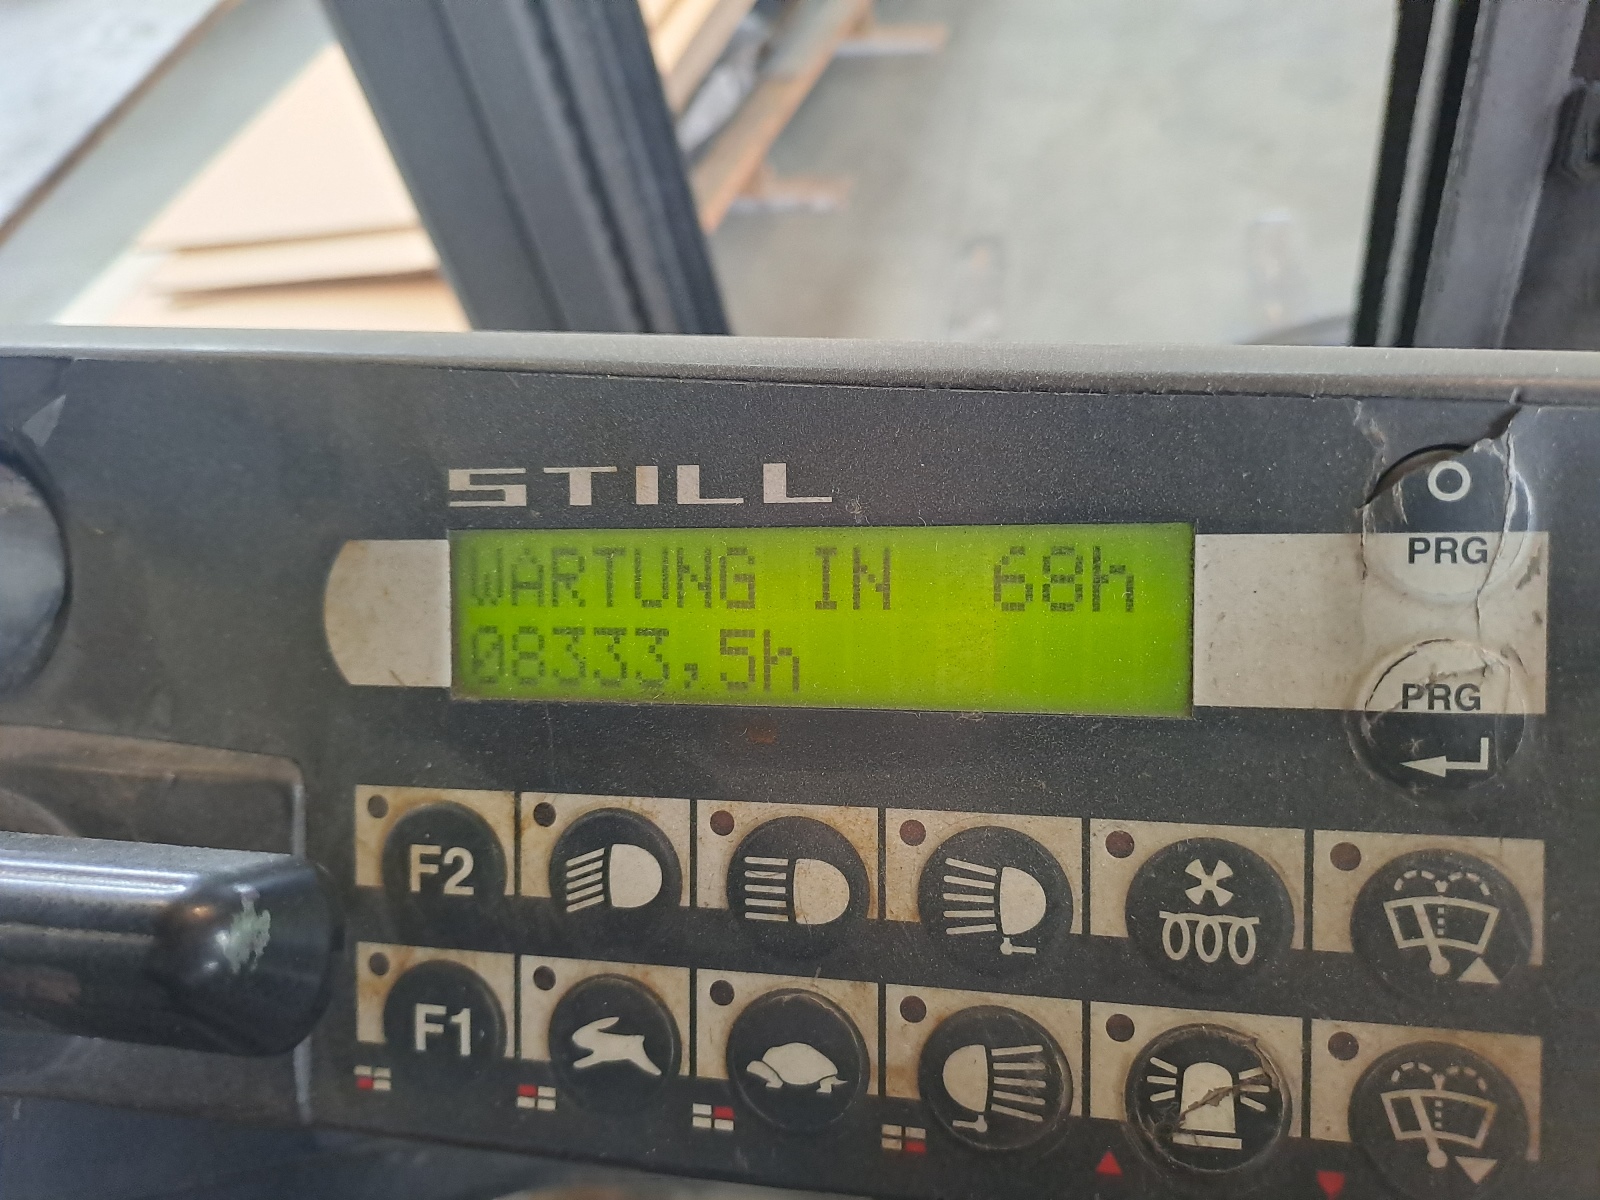 STILL
O
WARTUNG IN 68h
PRG
08333,5h
PRG
F2
F1